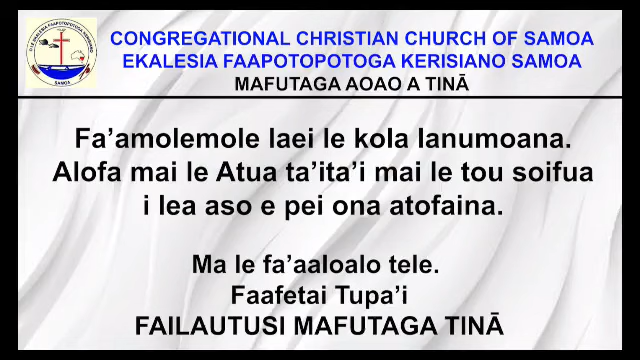 CONGREGATIONAL CHRISTIAN CHURCH OF SAMOA
EKALESIA FAAPOTOPOTOGA KERISIANO SAMOA
MAFUTAGA AOAO A TINĀ
Fa'amolemole laei le kola lanumoana.
Alofa mai le Atua ta'ita'i mai le tou soifua
i lea aso e pei ona atofaina.
Ma le fa'aaloalo tele.
Faafetai Tupa'i
FAILAUTUSI MAFUTAGA TINĀ